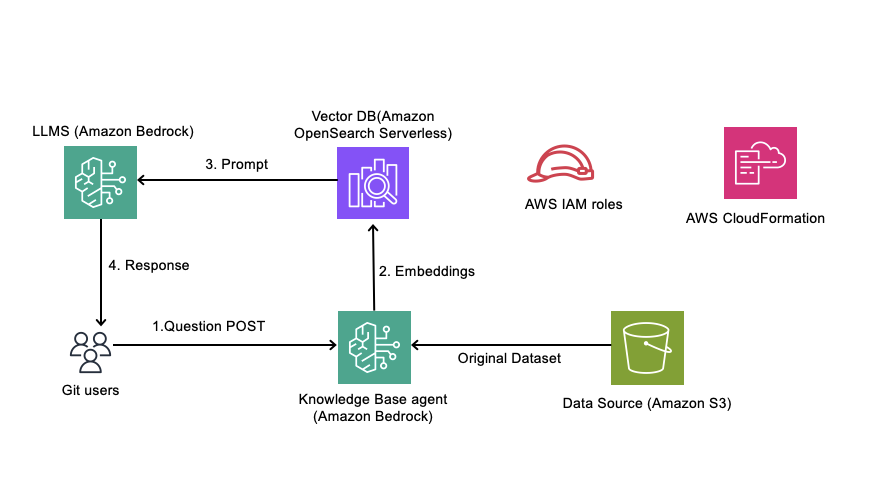 Vector DB(Amazon
OpenSearch Serverless)
LLMS (Amazon Bedrock)
3. Prompt
AWS IAM roles
AWS CloudFormation
4. Response
2. Embeddings
1.Question POST
Original Dataset
Git users
Knowledge Base agent
(Amazon Bedrock)
Data Source (Amazon S3)